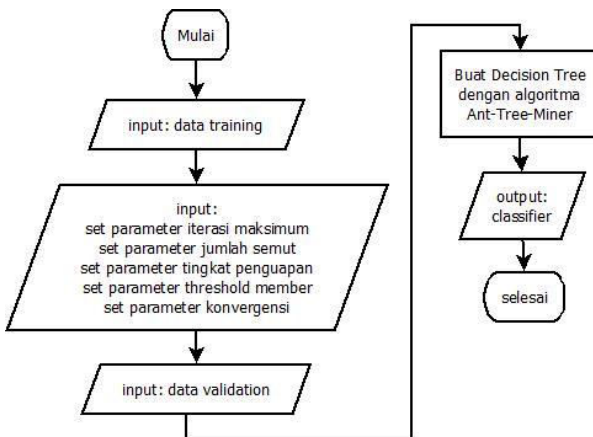 Mulai
input: data training
input:
set parameter iterasi maksimum
set parameter jumlah semut
set parameter tingkat penguapan
set parameter threshold member
set parameter konvergensi
input: data validation
Buat Decision Tree
dengan algoritma
Ant-Tree-Miner
output:
classifier
selesai